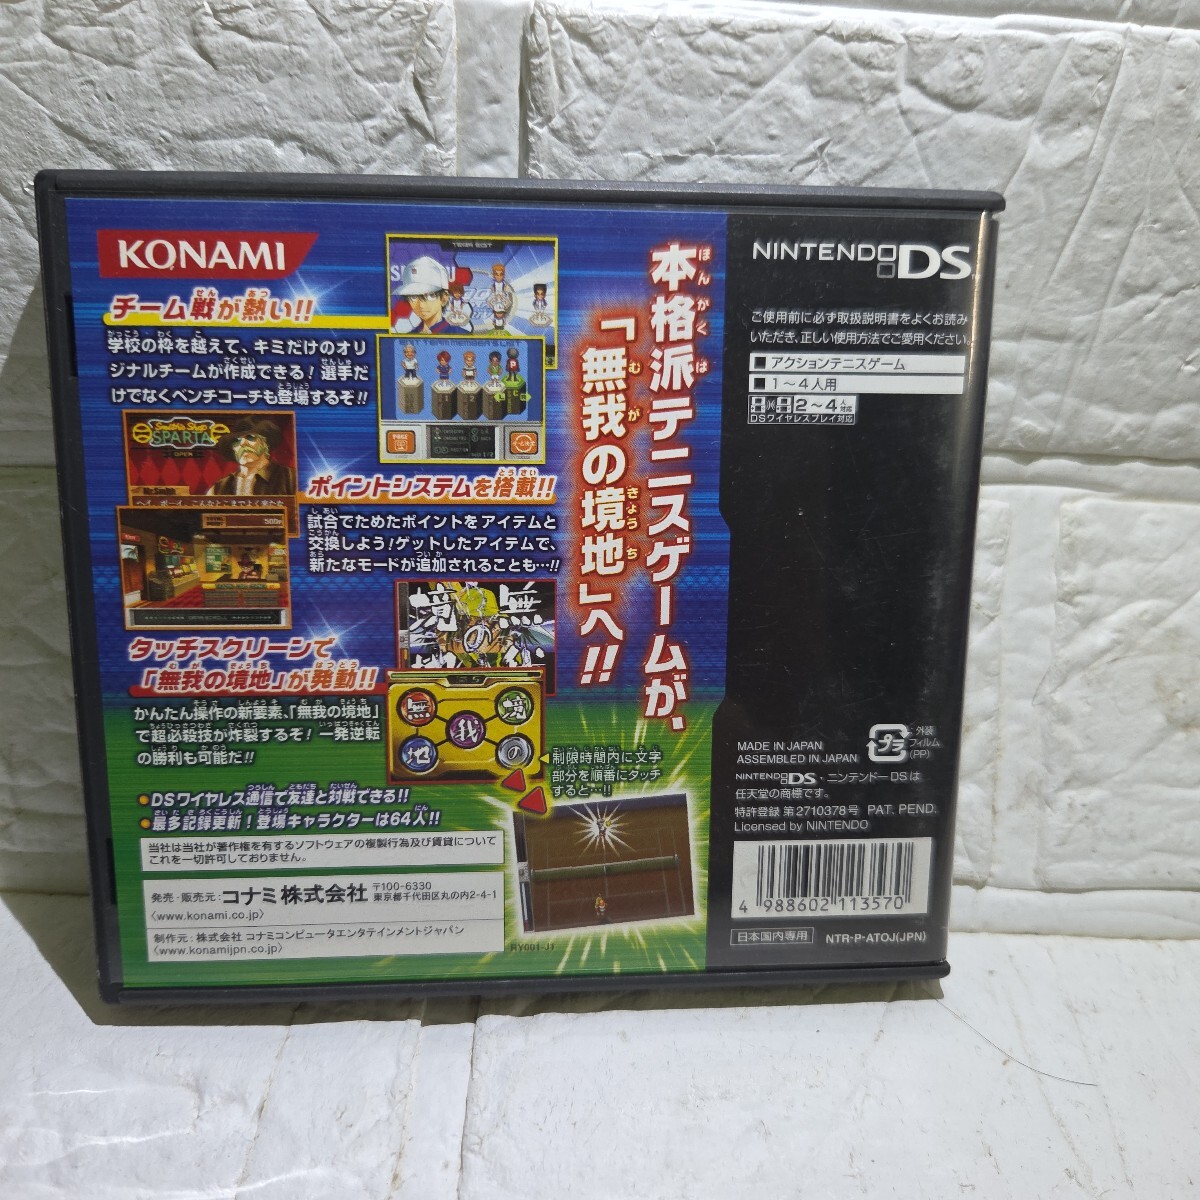 KONAMI
チーム戦が熱い!!
学校の枠を越えて、キミだけのオリ
ジナルチームが作成できる! 選手だ
けでなくベンチコーチも登場するぞ!!
TEAM EDIT
Smith's Shop
SPARTA
OPEN
500P
ポイントシステムを搭載!!
試合でためたポイントをアイテムと
交換しよう!ゲットしたアイテムで、
新たなモードが追加されることも…!!
タッチスクリーンで
「無我の境地」が発動!!
かんたん操作の新要素、「無我の境地」
で超必殺技が炸裂するぞ! 一発逆転
の勝利も可能だ!!
無我の境地
無
境
我
地
の
◀制限時間内に文字
部分を順番にタッチ
すると…!!
●DSワイヤレス通信で友達と対戦できる!!
●最多記録更新!登場キャラクターは64人!!
当社は当社が著作権を有するソフトウェアの複製行為及び賃貸について
これを一切許可しておりません。
発売・販売元: コナミ株式会社 〒100-6330
東京都千代田区丸の内2-4-1
〈www.konami.co.jp〉
制作元: 株式会社 コナミコンピュータエンタテインメントジャパン
〈www.konamijpn.co.jp〉
RY001-J1
本格派テニスゲームが、
「無我の境地」へ!!
NINTENDO DS
ご使用前に必ず取扱説明書をよくお読み
いただき、正しい使用方法でご愛用ください。
■アクションテニスゲーム
■1〜4人用
2〜4人対応
DSワイヤレスプレイ対応
MADE IN JAPAN
ASSEMBLED IN JAPAN
プラ
:外装
フィルム
(PP)
NINTENDO DS・ニンテンドーDSは
任天堂の商標です。
特許登録 第2710378号 PAT. PEND.
Licensed by NINTENDO
4 988602 113570
日本国内専用
NTR-P-ATOJ(JPN)